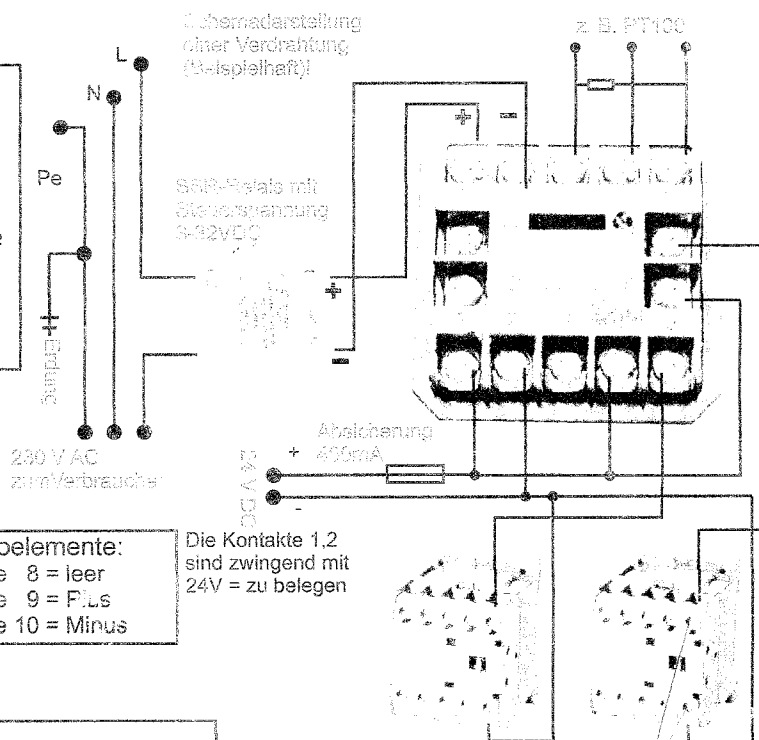 Schemadarstellung
einer Verdrahtung
(Beispielhaft)!
z. B. PT100
L
N
+ -
Pe
SSR-Relais mit
Steuerspannung
3-32VDC
+
-
Erdung
230 V AC
zum Verbraucher
24 V DC
+
-
Absicherung
400mA
Die Kontakte 1,2
sind zwingend mit
24V = zu belegen
oelemente:
e 8 = leer
e 9 = Plus
e 10 = Minus